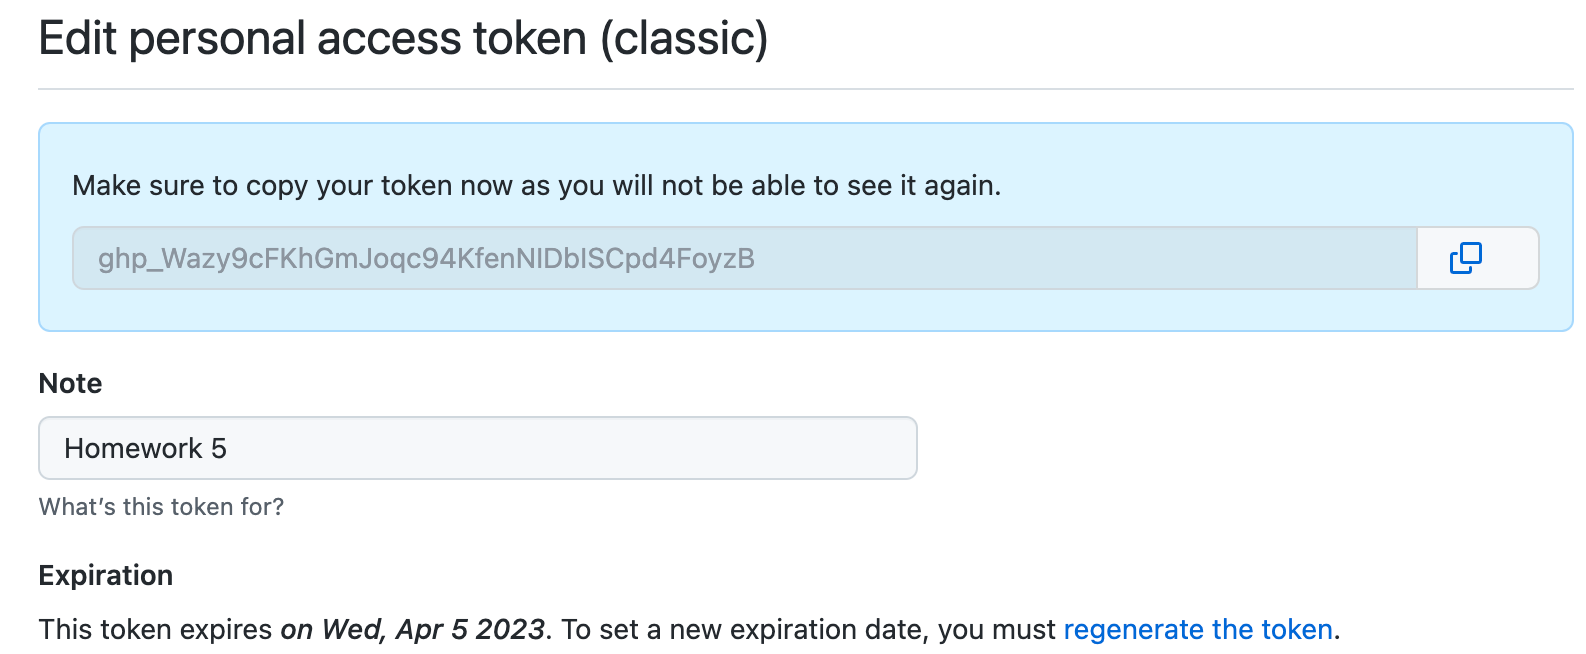 Edit personal access token (classic)
Make sure to copy your token now as you will not be able to see it again.
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
Note
Homework 5
What's this token for?
Expiration
This token expires on Wed, Apr 5 2023. To set a new expiration date, you must regenerate the token.